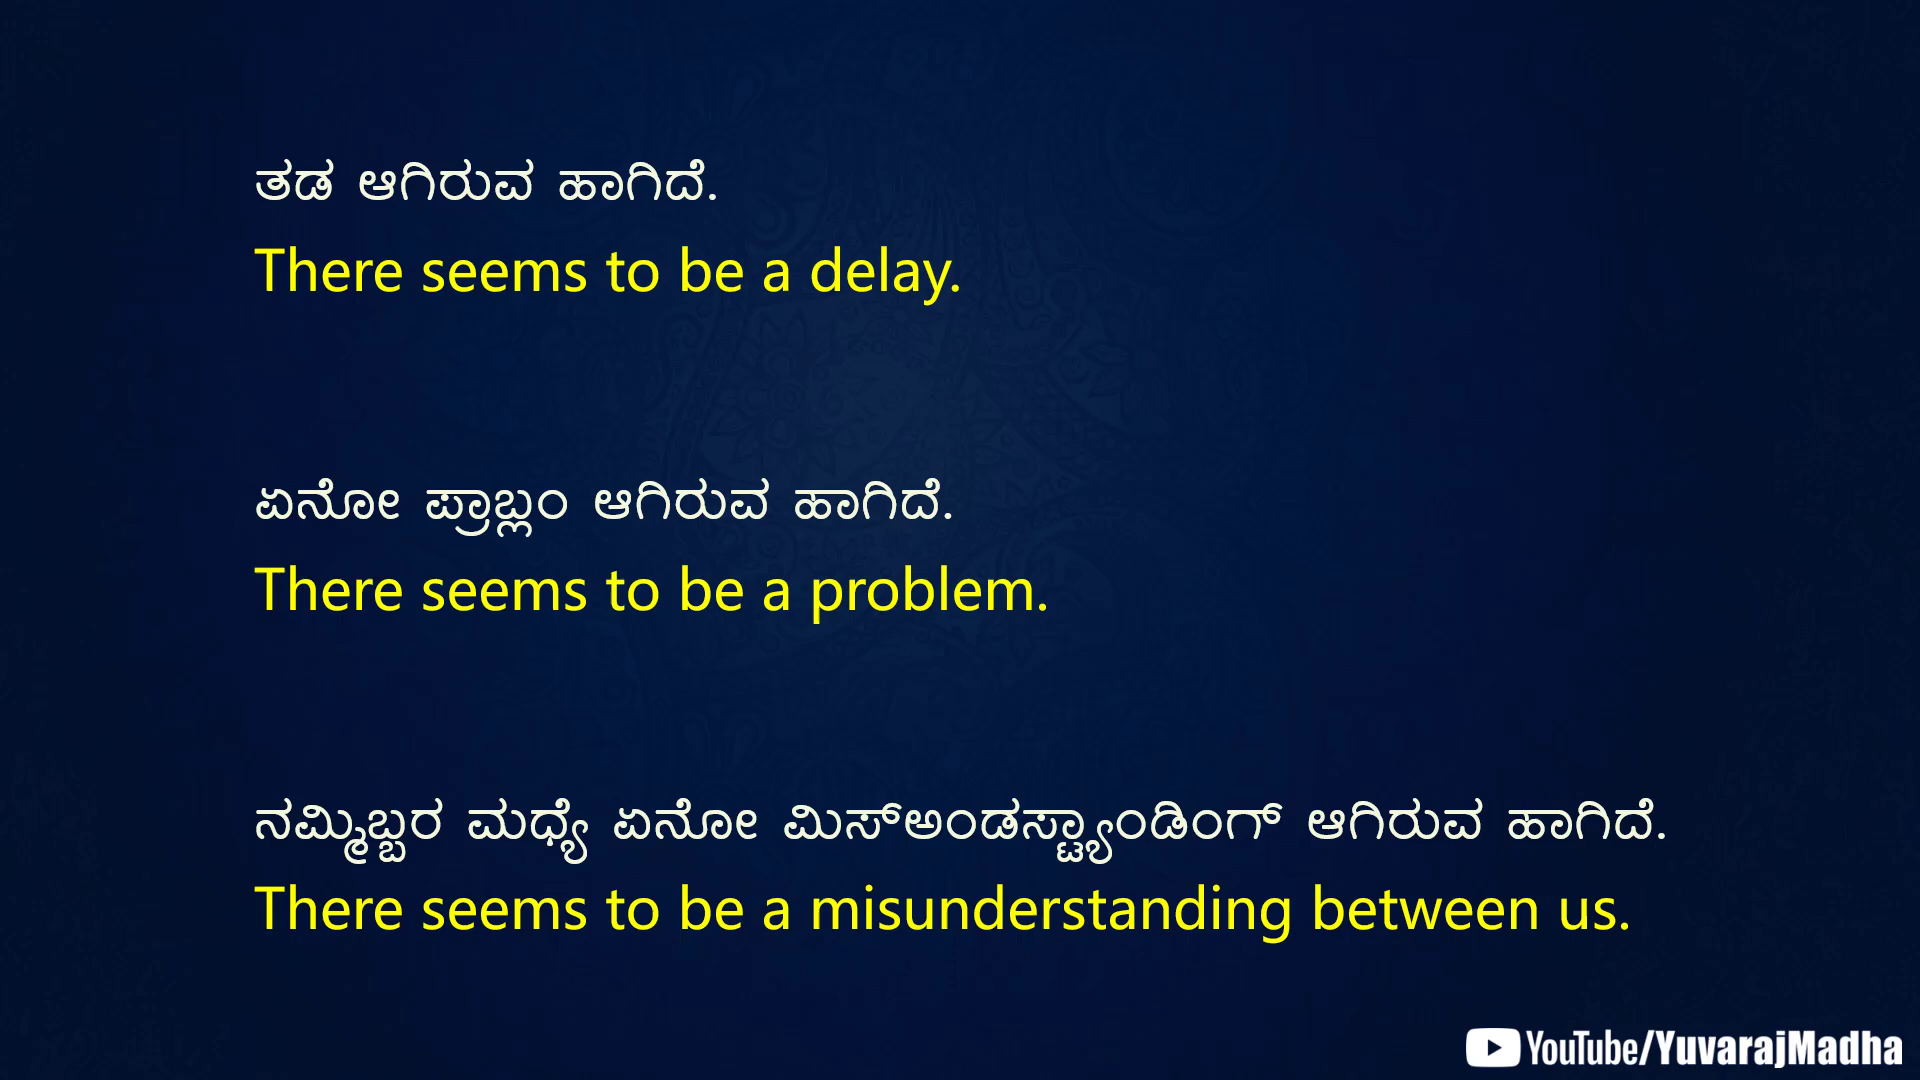 ತಡ ಆಗಿರುವ ಹಾಗಿದೆ.
There seems to be a delay.
ಏನೋ ಪ್ರಾಬ್ಲಂ ಆಗಿರುವ ಹಾಗಿದೆ.
There seems to be a problem.
ನಮ್ಮಿಬ್ಬರ ಮಧ್ಯೆ ಏನೋ ಮಿಸ್‌ಅಂಡಸ್ಟ್ಯಾಂಡಿಂಗ್ ಆಗಿರುವ ಹಾಗಿದೆ.
There seems to be a misunderstanding between us.
YouTube/YuvarajMadha